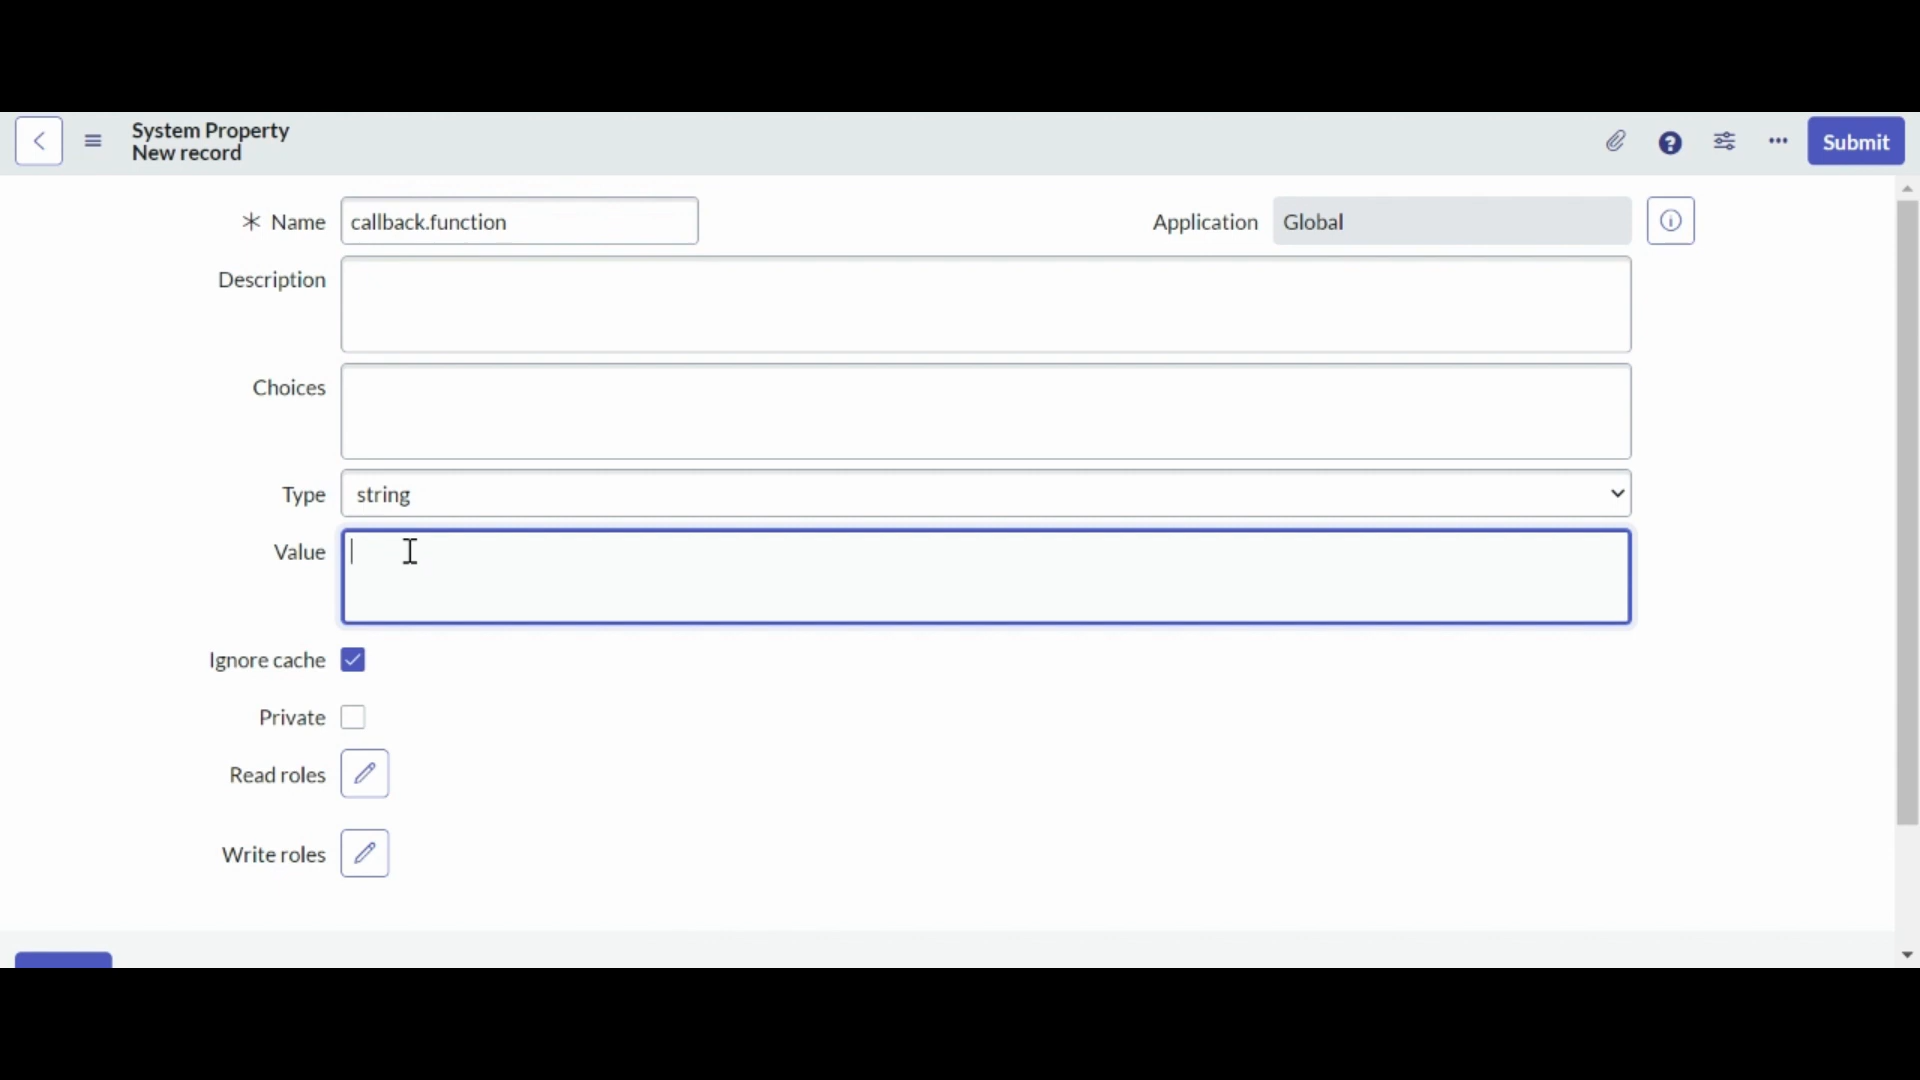 System Property
New record
Submit
Name callback.function
Application Global
Description
Choices
Type string
Value
Ignore cache
Private
Read roles
Write roles